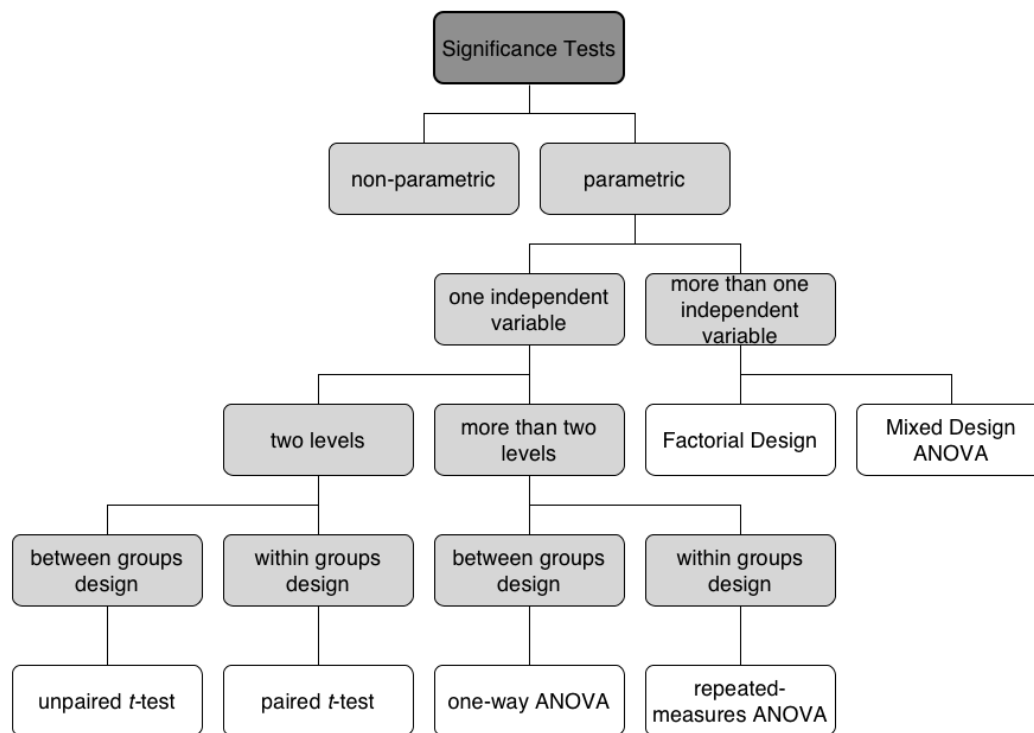 Significance Tests
non-parametric
parametric
one independent
variable
more than one
independent
variable
two levels
more than two
levels
Factorial Design
Mixed Design
ANOVA
between groups
design
within groups
design
between groups
design
within groups
design
unpaired t-test
paired t-test
one-way ANOVA
repeated-
measures ANOVA